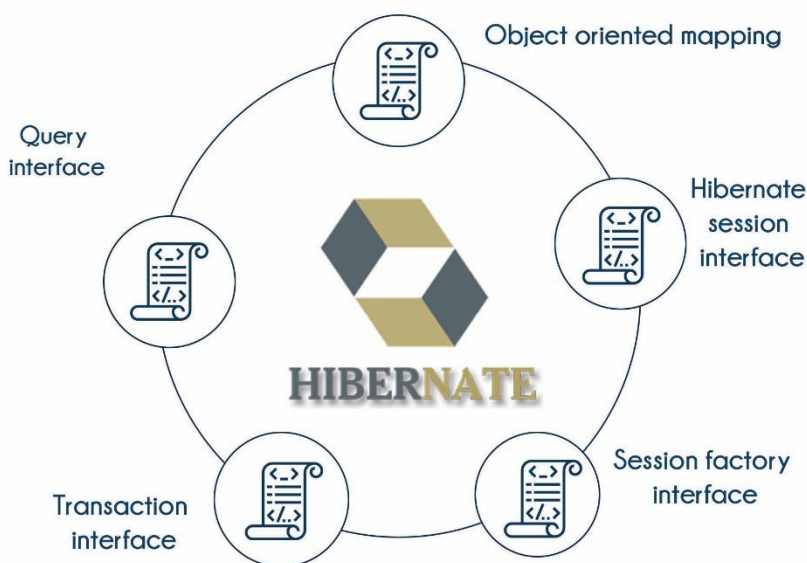 Object oriented mapping
Query
interface
Hibernate
session
interface
HIBERNATE
Session factory
interface
Transaction
interface
<_>
</..>
<_>
</..>
<_>
</..>
<_>
</..>
<_>
</..>